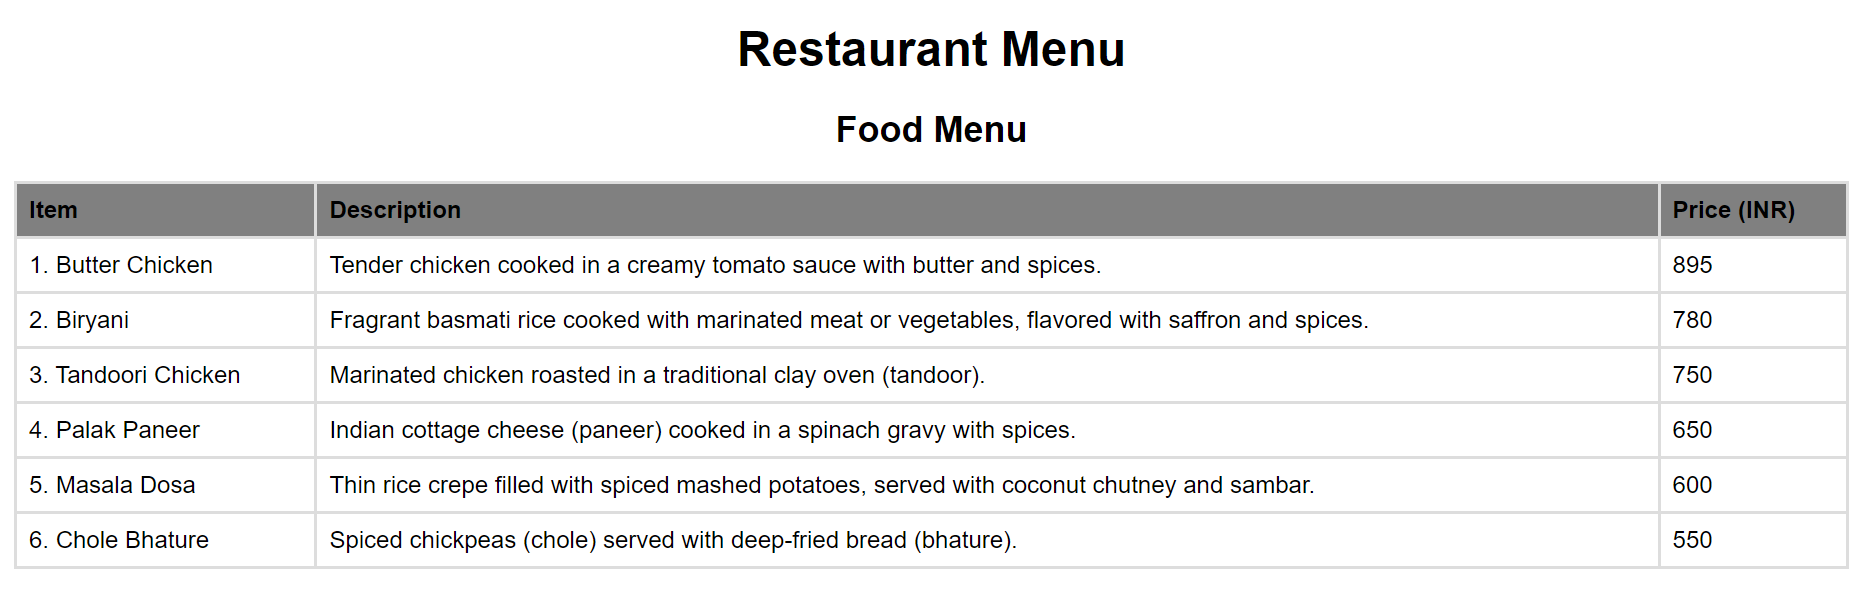 Restaurant Menu
Food Menu
Item Description Price (INR)
1. Butter Chicken Tender chicken cooked in a creamy tomato sauce with butter and spices. 895
2. Biryani Fragrant basmati rice cooked with marinated meat or vegetables, flavored with saffron and spices. 780
3. Tandoori Chicken Marinated chicken roasted in a traditional clay oven (tandoor). 750
4. Palak Paneer Indian cottage cheese (paneer) cooked in a spinach gravy with spices. 650
5. Masala Dosa Thin rice crepe filled with spiced mashed potatoes, served with coconut chutney and sambar. 600
6. Chole Bhature Spiced chickpeas (chole) served with deep-fried bread (bhature). 550